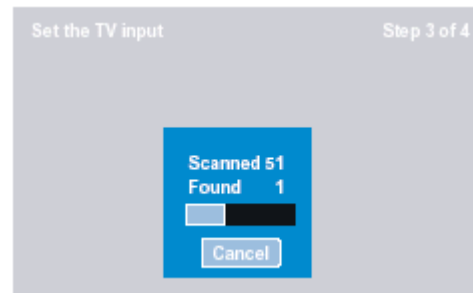 Set the TV input
Step 3 of 4
Scanned 51
Found 1
Cancel